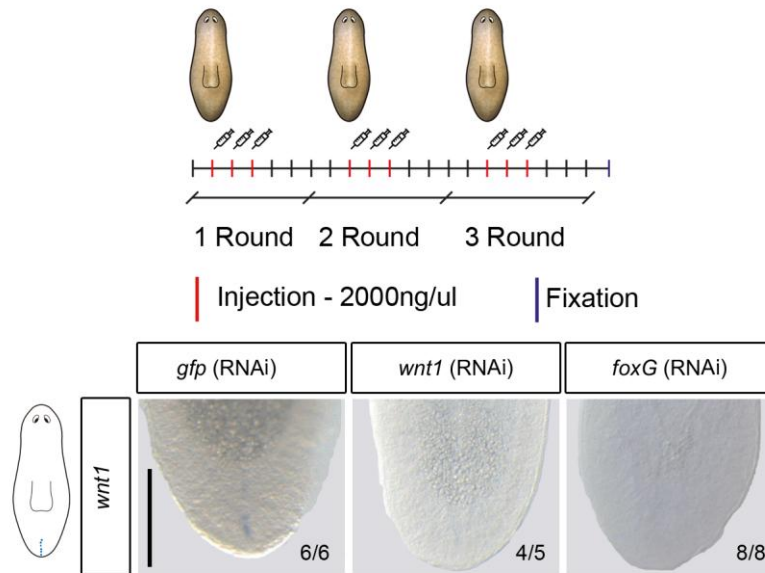 1 Round 2 Round 3 Round
Injection - 2000ng/ul Fixation
gfp (RNAi) wnt1 (RNAi) foxG (RNAi)
wnt1
6/6 4/5 8/8